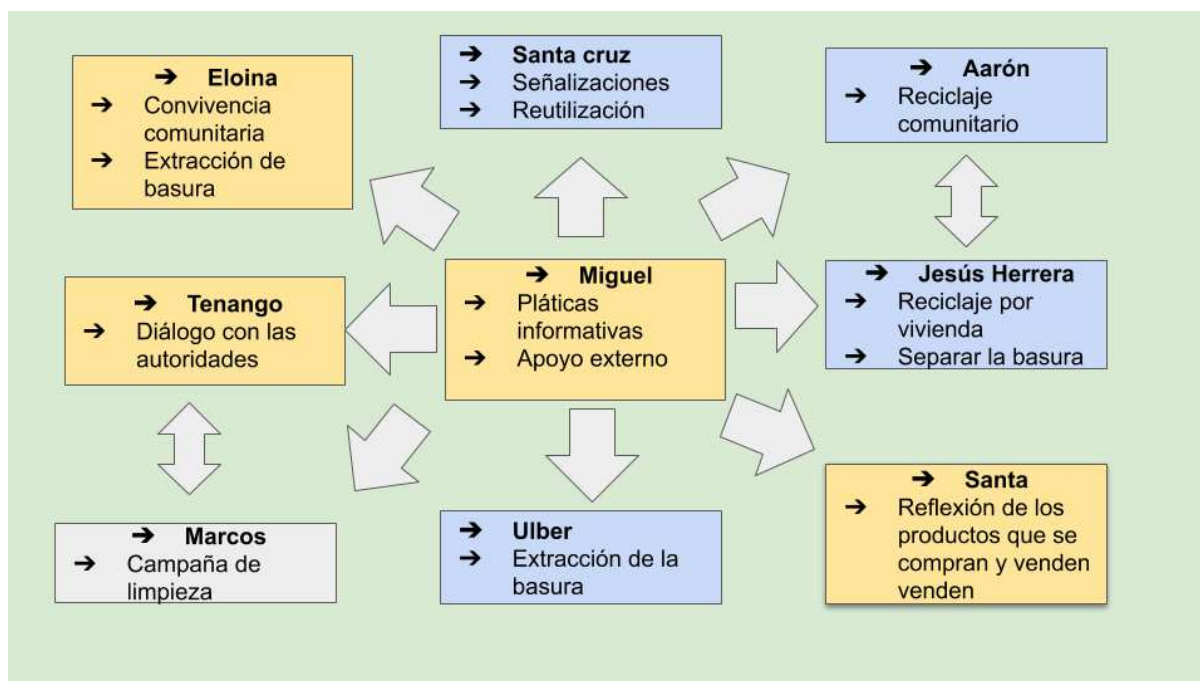 ➔ Eloina
➔ Convivencia
comunitaria
➔ Extracción de
basura
➔ Santa cruz
➔ Señalizaciones
➔ Reutilización
➔ Aarón
➔ Reciclaje
comunitario
➔ Tenango
➔ Diálogo con las
autoridades
➔ Miguel
➔ Pláticas
informativas
➔ Apoyo externo
➔ Jesús Herrera
➔ Reciclaje por
vivienda
➔ Separar la basura
➔ Marcos
➔ Campaña de
limpieza
➔ Ulber
➔ Extracción de la
basura
➔ Santa
➔ Reflexión de los
productos que se
compran y venden
venden